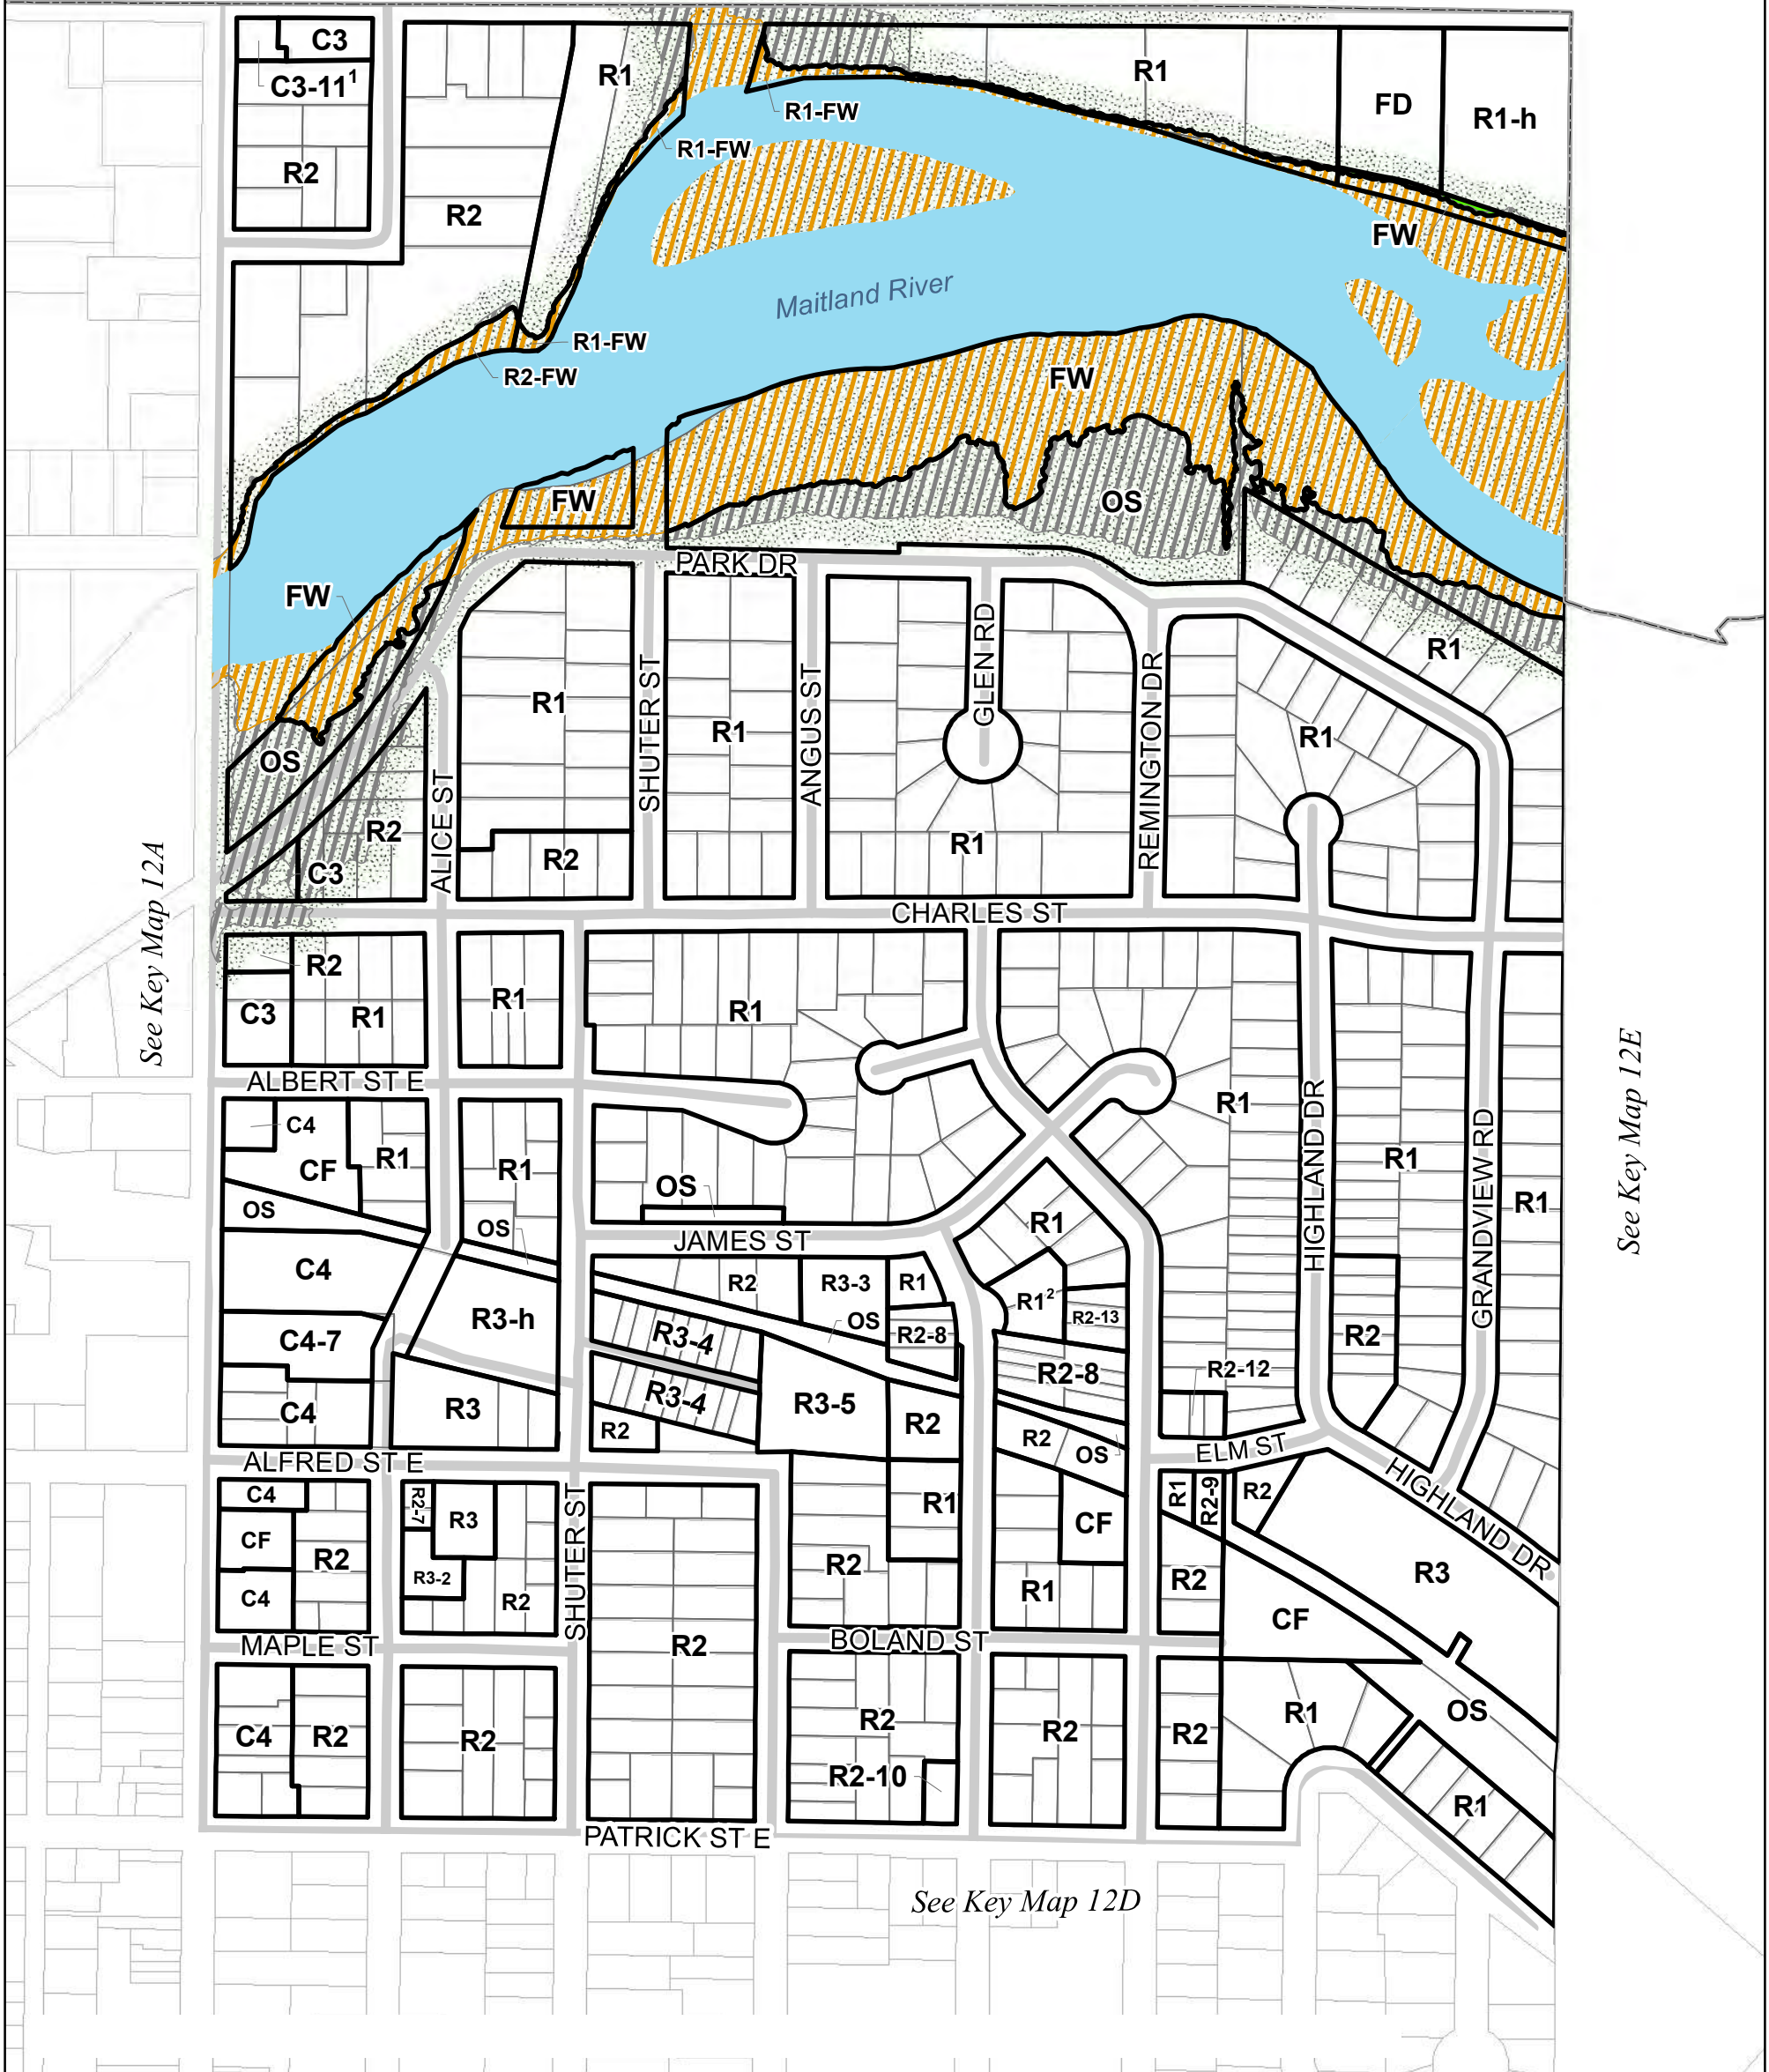 C3
C3-11¹
R2
R2
R1
R1
FD
R1-h
R1-FW
R1-FW
FW
Maitland River
R1-FW
R2-FW
FW
FW
OS
FW
PARK DR
R1
SHUTER ST
R1
ANGUS ST
GLEN RD
REMINGTON DR
R1
R1
OS
ALICE ST
R2
C3
R2
R1
CHARLES ST
See Key Map 12A
R2
C3
R1
R1
R1
See Key Map 12E
ALBERT ST E
C4
CF
R1
R1
OS
OS
OS
R1
HIGHLAND DR
R1
GRANDVIEW RD
R1
JAMES ST
R1
C4
R3-h
R2
R3-3
R1
OS
R2-8
R1²
R2-13
C4-7
R3-4
R3-4
R3-5
R2
R2-8
R2-12
R2
C4
R3
R2
R2
OS
ELM ST
ALFRED ST E
HIGHLAND DR
C4
CF
C4
R2
R2-7
R3
R3-2
R2
SHUTER ST
R1
R2
CF
R1
R1
R2-9
R2
R3
R2
CF
MAPLE ST
R2
BOLAND ST
C4
R2
R2
R2
R2-10
R2
R2
R1
OS
R1
PATRICK ST E
See Key Map 12D